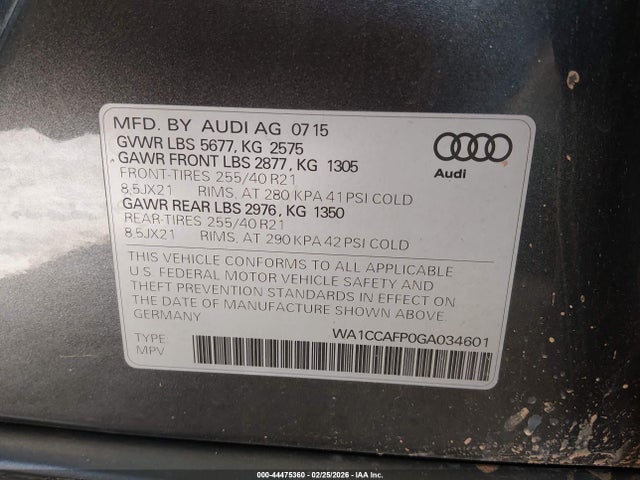 MFD. BY AUDI AG 07 15
GVWR LBS 5677, KG 2575
GAWR FRONT LBS 2877, KG 1305
FRONT-TIRES 255/40 R21
8,5JX21 RIMS, AT 280 KPA 41 PSI COLD
GAWR REAR LBS 2976, KG 1350
REAR-TIRES 255/40 R21
8,5JX21 RIMS, AT 290 KPA 42 PSI COLD
Audi
THIS VEHICLE CONFORMS TO ALL APPLICABLE
U.S. FEDERAL MOTOR VEHICLE SAFETY AND
THEFT PREVENTION STANDARDS IN EFFECT ON
THE DATE OF MANUFACTURE SHOWN ABOVE.
GERMANY
WA1CCAFP0GA034601
TYPE:
MPV
000-44475360 - 02/25/2026 - IAA Inc.